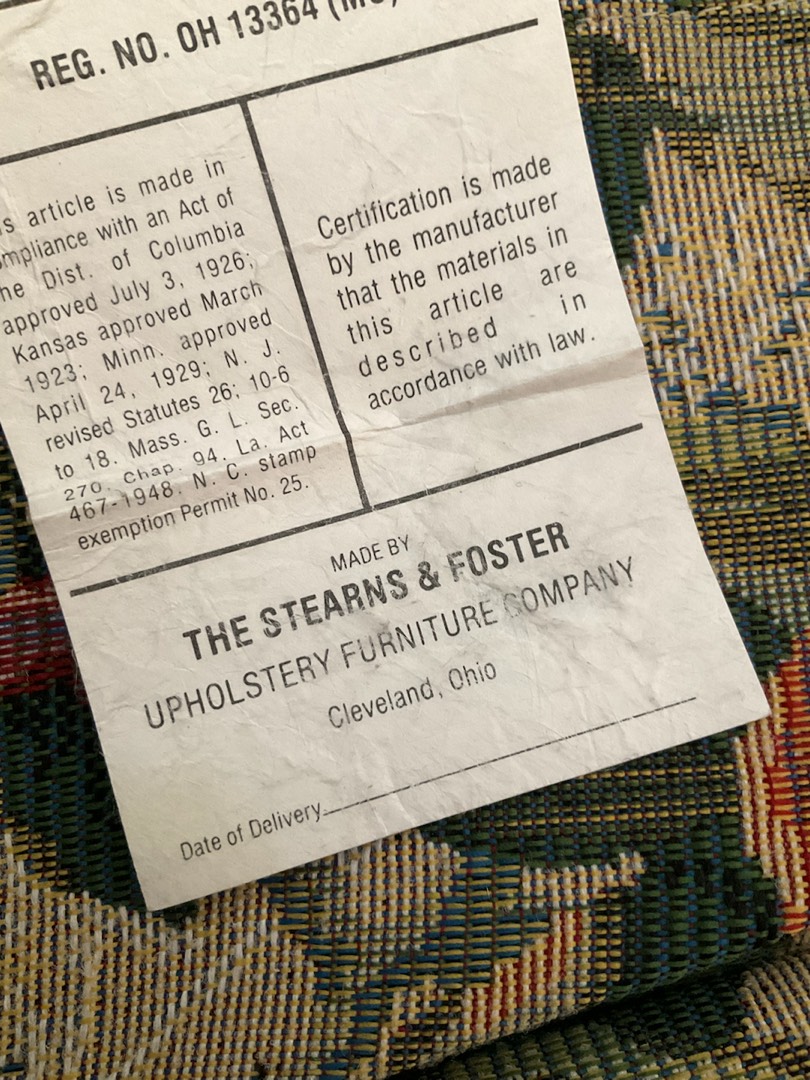 REG. NO. OH 13364
article is made in
with an Act of
Dist. of Columbia
approved July 3, 1926;
Kansas approved March
1923; Minn. approved
April 24, 1929; N. J.
revised Statutes 26; 10-6
to 18. Mass. G. L. Sec.
270. Chap. 94. La. Act
467-1948. N. C. stamp
exemption Permit No. 25.
Certification is made
by the manufacturer
that the materials in
this article are
described in
accordance with law.
MADE BY
THE STEARNS & FOSTER
UPHOLSTERY FURNITURE COMPANY
Cleveland, Ohio
Date of Delivery